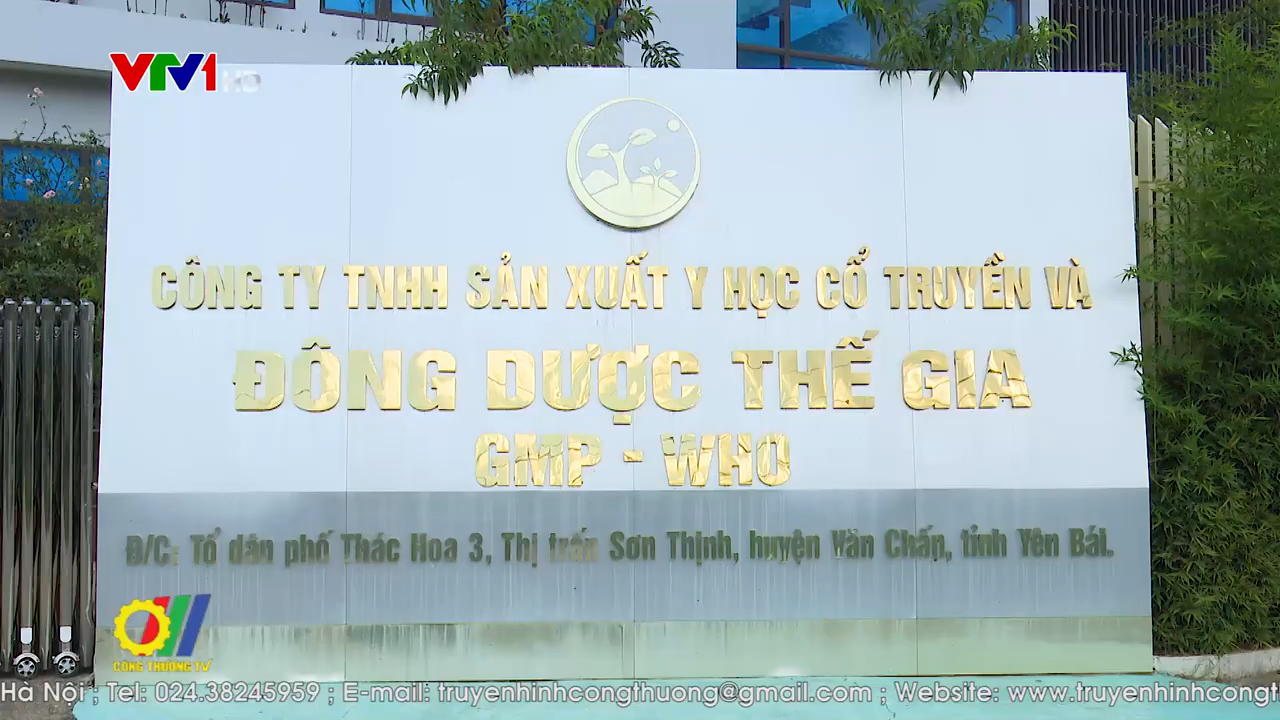 VTV1 HD
CÔNG TY TNHH SẢN XUẤT Y HỌC CỔ TRUYỀN VÀ
ĐÔNG DƯỢC THẾ GIA
GMP - WHO
Đ/C: Tổ dân phố Thác Hoa 3, Thị trấn Sơn Thịnh, huyện Văn Chấp, tỉnh Yên Bái.
CÔNG THƯƠNG TV
Hà Nội ; Tel: 024.38245959 ; E-mail: truyenhinhcongthuong@gmail.com ; Website: www.truyenhinhcongt